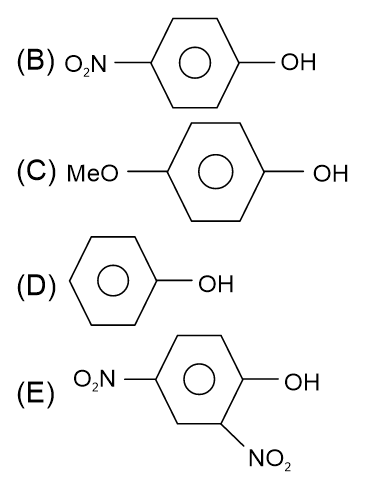 (B) O₂N OH
(C) MeO OH
(D) OH
(E) O₂N OH
NO₂